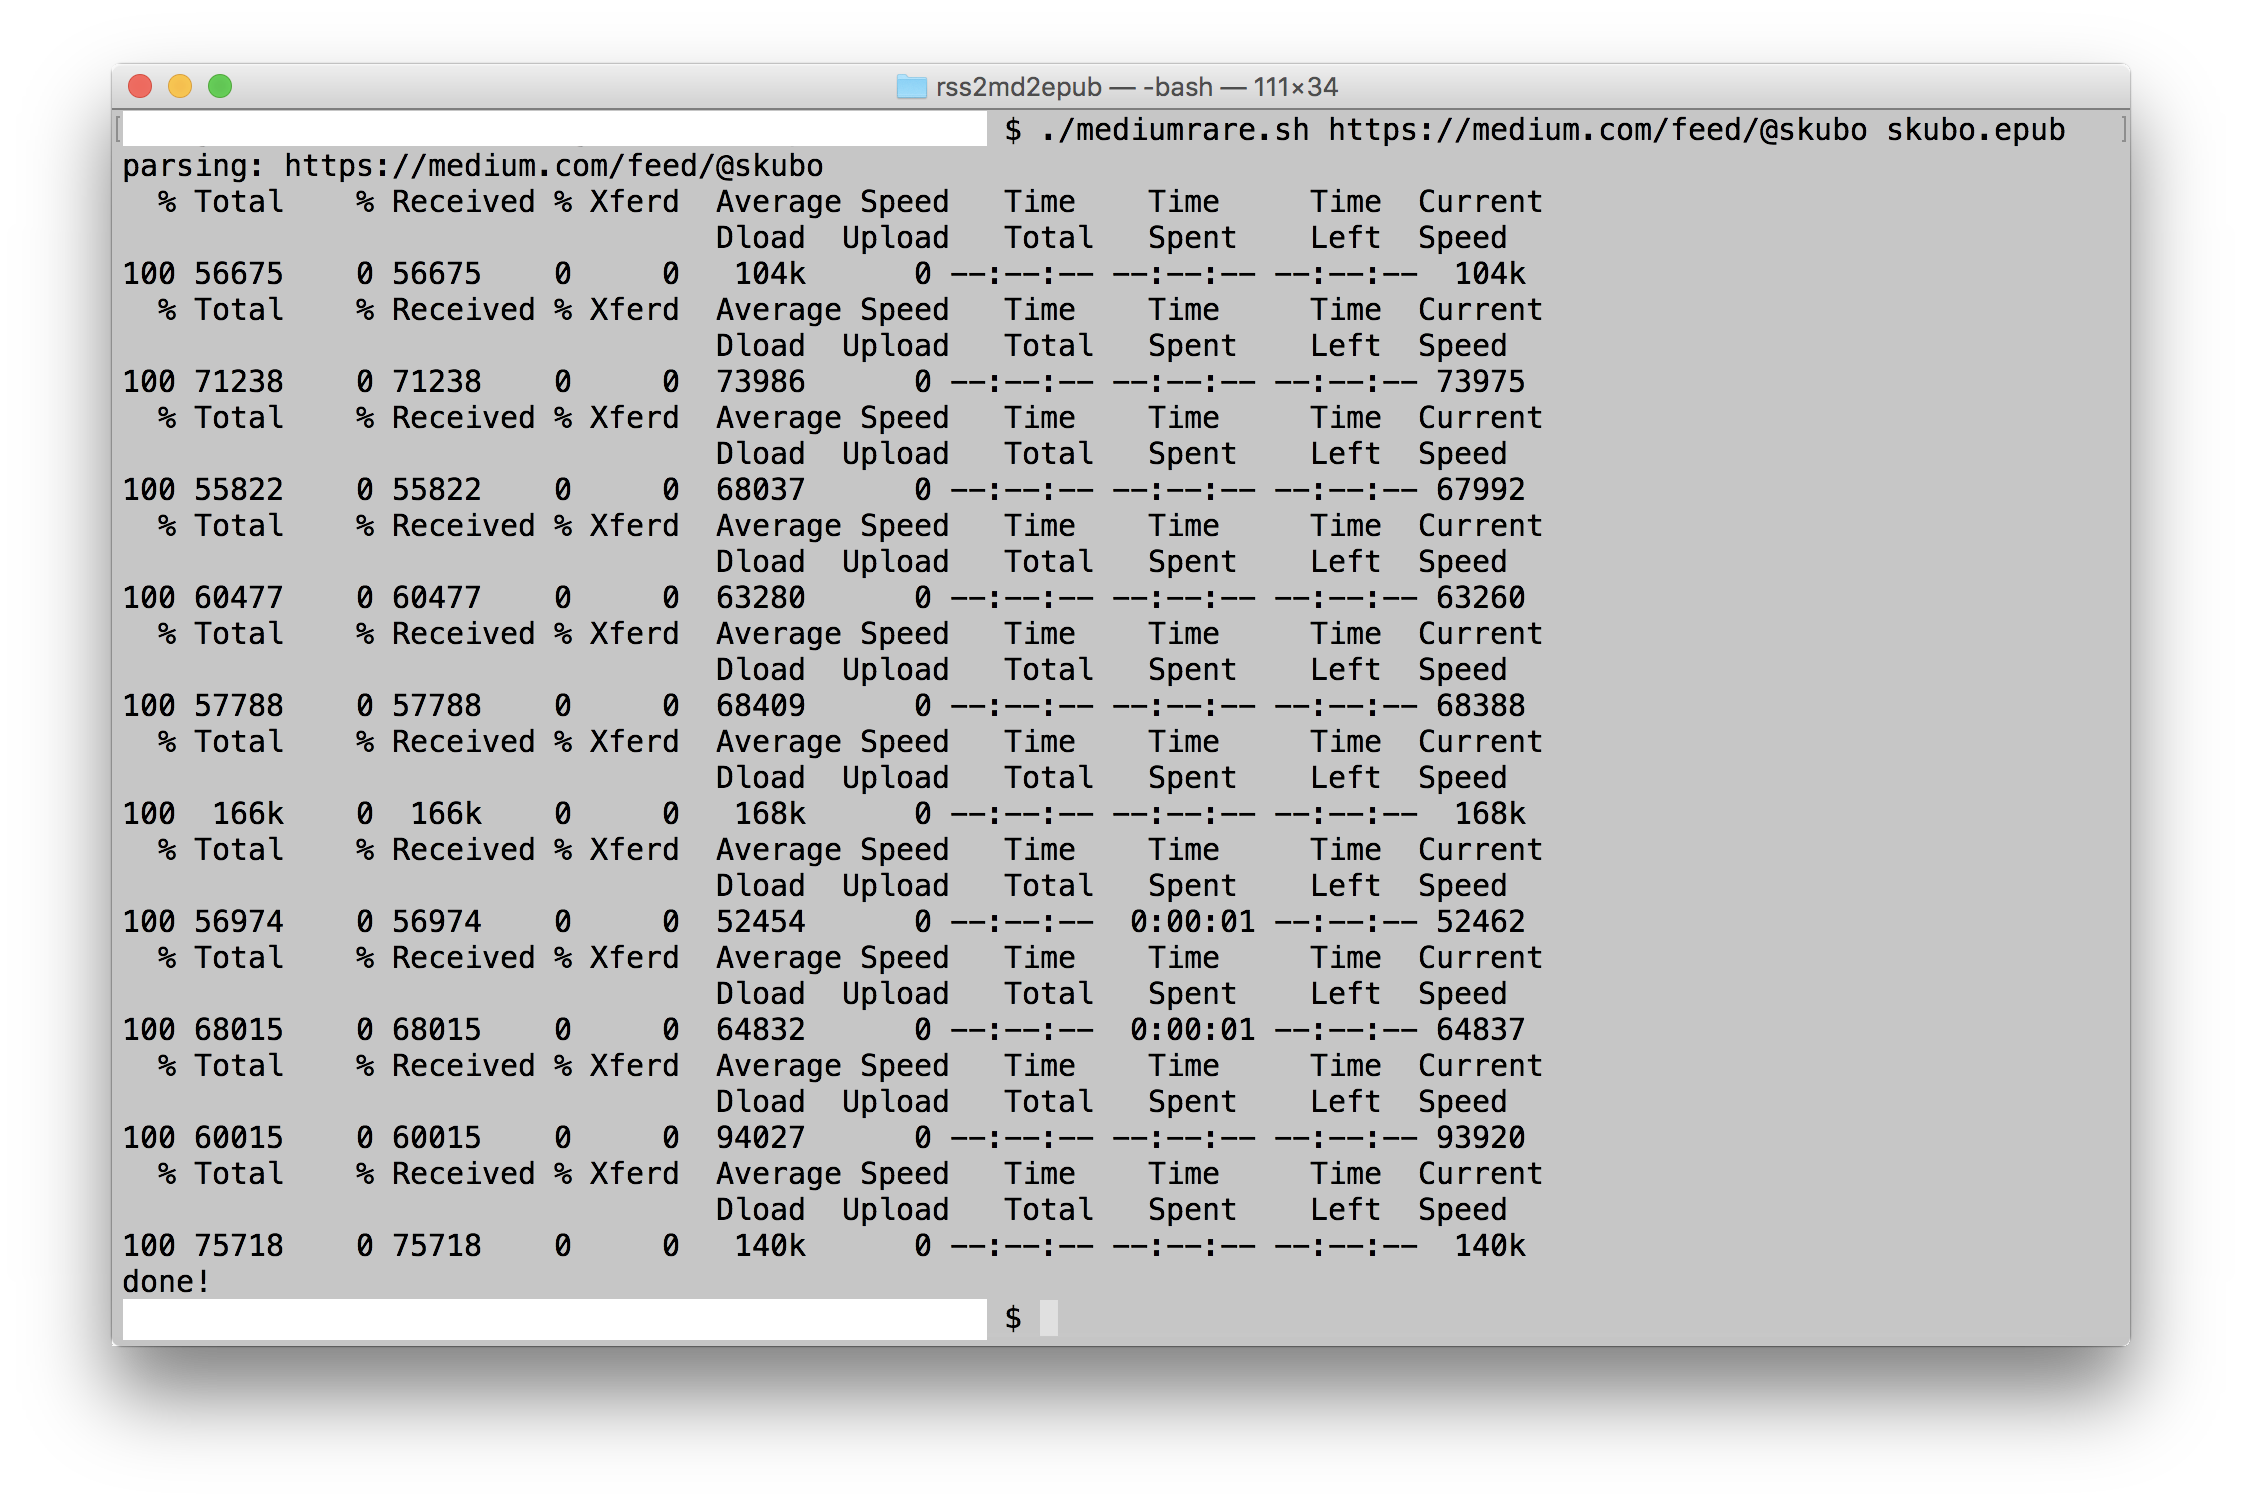 rss2md2epub — -bash — 111×34
$ ./mediumrare.sh https://medium.com/feed/@skubo skubo.epub
parsing: https://medium.com/feed/@skubo
  % Total    % Received % Xferd  Average Speed   Time    Time     Time  Current
                                 Dload  Upload   Total   Spent    Left  Speed
100 56675    0 56675    0     0   104k      0 --:--:-- --:--:-- --:--:--  104k
  % Total    % Received % Xferd  Average Speed   Time    Time     Time  Current
                                 Dload  Upload   Total   Spent    Left  Speed
100 71238    0 71238    0     0  73986      0 --:--:-- --:--:-- --:--:-- 73975
  % Total    % Received % Xferd  Average Speed   Time    Time     Time  Current
                                 Dload  Upload   Total   Spent    Left  Speed
100 55822    0 55822    0     0  68037      0 --:--:-- --:--:-- --:--:-- 67992
  % Total    % Received % Xferd  Average Speed   Time    Time     Time  Current
                                 Dload  Upload   Total   Spent    Left  Speed
100 60477    0 60477    0     0  63280      0 --:--:-- --:--:-- --:--:-- 63260
  % Total    % Received % Xferd  Average Speed   Time    Time     Time  Current
                                 Dload  Upload   Total   Spent    Left  Speed
100 57788    0 57788    0     0  68409      0 --:--:-- --:--:-- --:--:-- 68388
  % Total    % Received % Xferd  Average Speed   Time    Time     Time  Current
                                 Dload  Upload   Total   Spent    Left  Speed
100  166k    0  166k    0     0   168k      0 --:--:-- --:--:-- --:--:--  168k
  % Total    % Received % Xferd  Average Speed   Time    Time     Time  Current
                                 Dload  Upload   Total   Spent    Left  Speed
100 56974    0 56974    0     0  52454      0 --:--:--  0:00:01 --:--:-- 52462
  % Total    % Received % Xferd  Average Speed   Time    Time     Time  Current
                                 Dload  Upload   Total   Spent    Left  Speed
100 68015    0 68015    0     0  64832      0 --:--:--  0:00:01 --:--:-- 64837
  % Total    % Received % Xferd  Average Speed   Time    Time     Time  Current
                                 Dload  Upload   Total   Spent    Left  Speed
100 60015    0 60015    0     0  94027      0 --:--:-- --:--:-- --:--:-- 93920
  % Total    % Received % Xferd  Average Speed   Time    Time     Time  Current
                                 Dload  Upload   Total   Spent    Left  Speed
100 75718    0 75718    0     0   140k      0 --:--:-- --:--:-- --:--:--  140k
done!
$